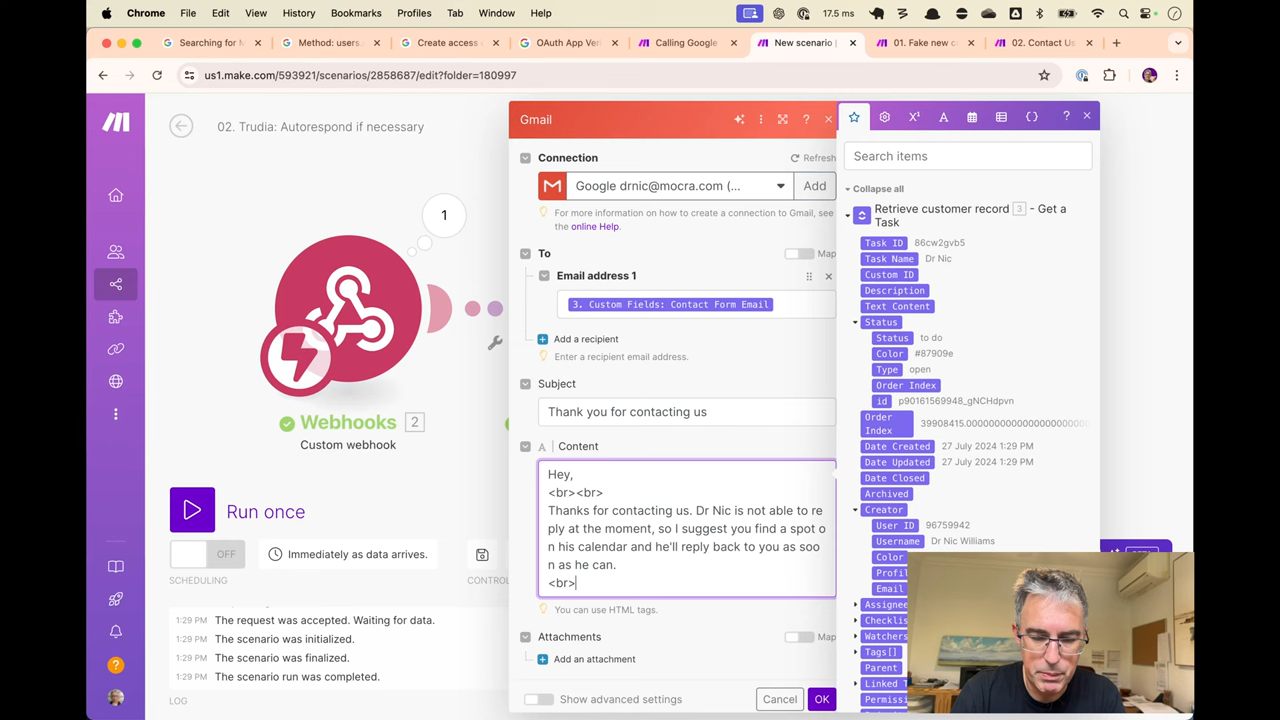 Chrome File Edit View History Bookmarks Profiles Tab Window Help 17.5 ms
Searching for M
Method: users.
Create access c
OAuth App Ver
Calling Google
New scenario |
01. Fake new c
02. Contact Us
us1.make.com/593921/scenarios/2858687/edit?folder=180997
02. Trudia: Autorespond if necessary
1
Webhooks 2
Custom webhook
Run once
OFF
Immediately as data arrives.
SCHEDULING
CONTROL
1:29 PM The request was accepted. Waiting for data.
1:29 PM The scenario was initialized.
1:29 PM The scenario was finalized.
1:29 PM The scenario run was completed.
LOG
Gmail
Connection
Refresh
Google drnic@mocra.com (...
Add
For more information on how to create a connection to Gmail, see
the online Help.
To
Map
Email address 1
3. Custom Fields: Contact Form Email
Add a recipient
Enter a recipient email address.
Subject
Thank you for contacting us
A Content
Hey,
<br><br>
Thanks for contacting us. Dr Nic is not able to re
ply at the moment, so I suggest you find a spot o
n his calendar and he'll reply back to you as soo
n as he can.
<br>
You can use HTML tags.
Attachments
Map
Add an attachment
Show advanced settings
Cancel
OK
Search items
Collapse all
Retrieve customer record 3 - Get a
Task
Task ID 86cw2gvb5
Task Name Dr Nic
Custom ID
Description
Text Content
Status
Status to do
Color #87909e
Type open
Order Index
id p90161569948_gNCHdpvn
Order
Index 39908415.0000000000000000000000
Date Created 27 July 2024 1:29 PM
Date Updated 27 July 2024 1:29 PM
Date Closed
Archived
Creator
User ID 96759942
Username Dr Nic Williams
Color
Profil
Email
Assignee
Checklis
Watchers
Tags[]
Parent
Linked T
Permiss